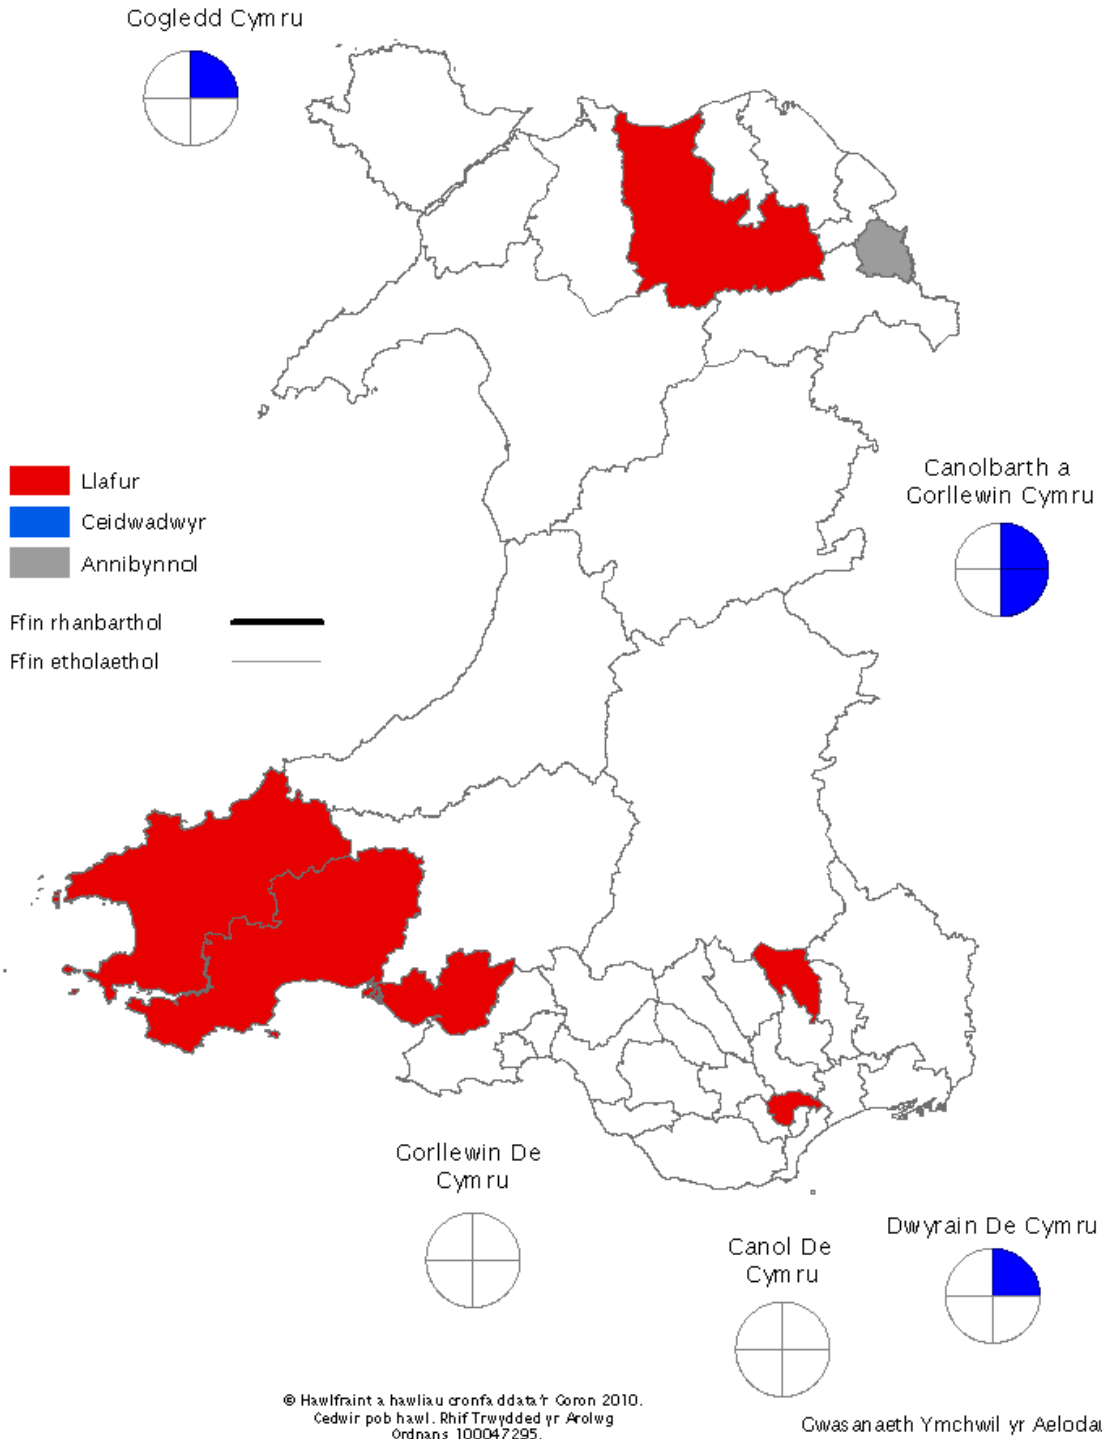 Gogledd Cymru
Llafur
Ceidwadwyr
Annibynnol
Ffin rhanbarthol
Ffin etholaethol
Canolbarth a
Gorllewin Cymru
Gorllewin De
Cymru
Canol De
Cymru
Dwyrain De Cymru
© Hawlfraint a hawliau cronfa ddata'r Goron 2010.
Cedwir pob hawl. Rhif Trwydded yr Arolwg
Ordnans 100047295.
Gwasanaeth Ymchwil yr Aelodau